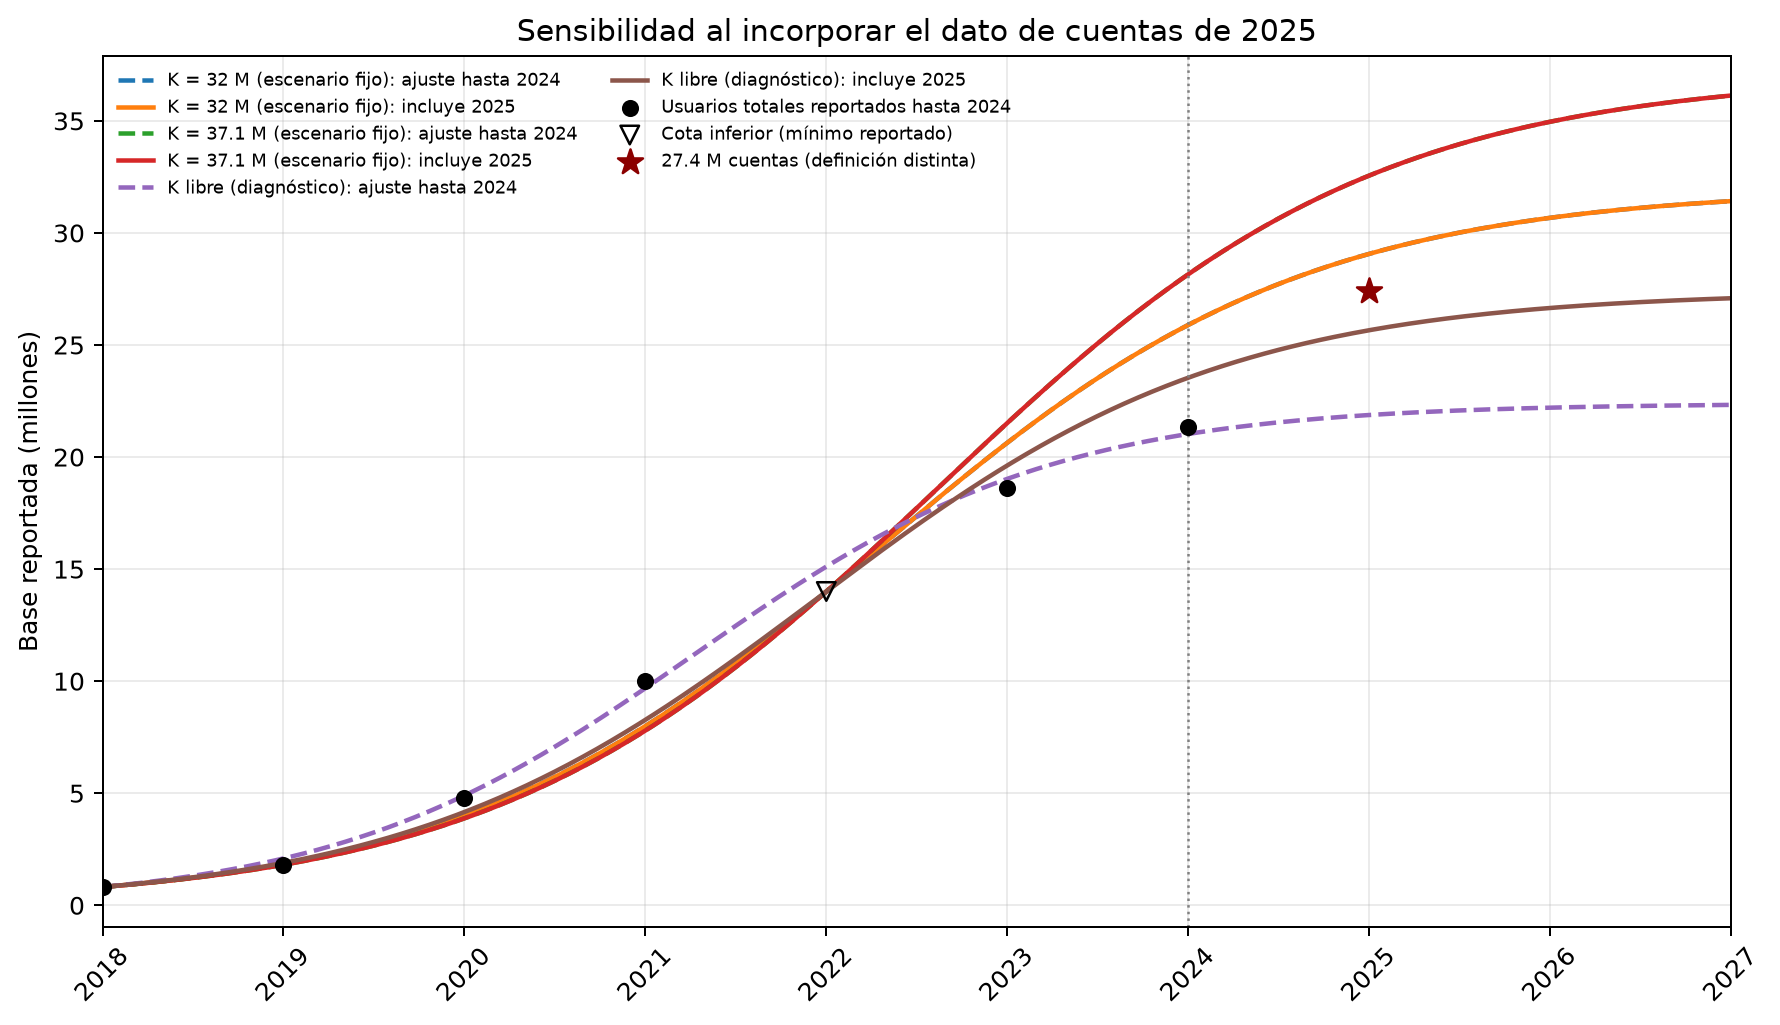 Sensibilidad al incorporar el dato de cuentas de 2025
K = 32 M (escenario fijo): ajuste hasta 2024
K = 32 M (escenario fijo): incluye 2025
K = 37.1 M (escenario fijo): ajuste hasta 2024
K = 37.1 M (escenario fijo): incluye 2025
K libre (diagnóstico): ajuste hasta 2024
K libre (diagnóstico): incluye 2025
Usuarios totales reportados hasta 2024
Cota inferior (mínimo reportado)
27.4 M cuentas (definición distinta)
Base reportada (millones)
35
30
25
20
15
10
5
0
2018
2019
2020
2021
2022
2023
2024
2025
2026
2027